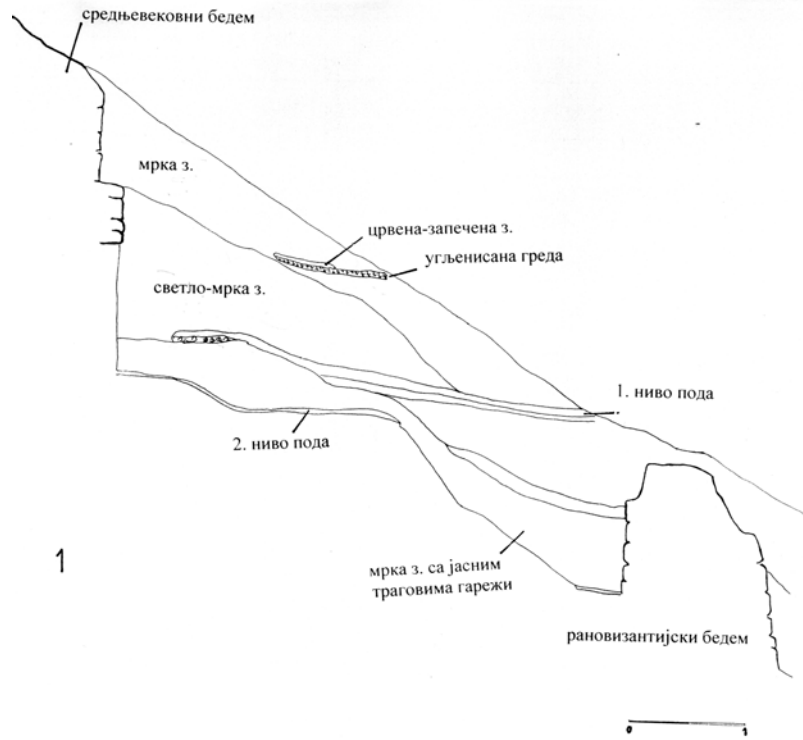 средњевековни бедем
мрка з.
црвена-запечена з.
угљенисана греда
светло-мрка з.
1. ниво пода
2. ниво пода
1
мрка з. са јасним
траговима гарежи
рановизантијски бедем
0 1